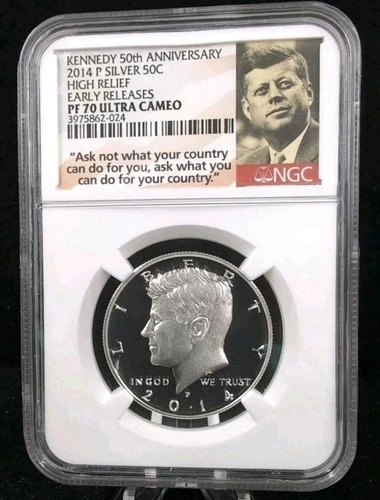 KENNEDY 50th ANNIVERSARY
2014 P SILVER 50C
HIGH RELIEF
EARLY RELEASES
PF 70 ULTRA CAMEO
3975862-024
"Ask not what your country
can do for you, ask what you
can do for your country."
NGC
LIBERTY
IN GOD WE TRUST
P
2014